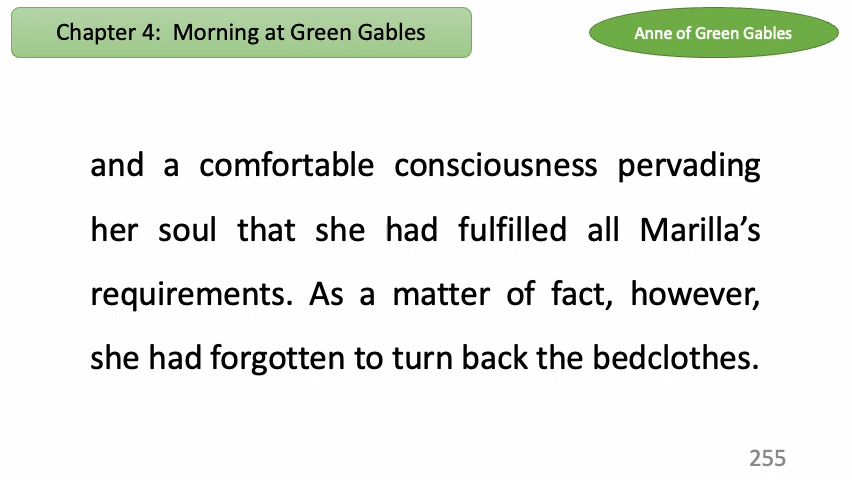 Chapter 4: Morning at Green Gables
Anne of Green Gables
and a comfortable consciousness pervading
her soul that she had fulfilled all Marilla’s
requirements. As a matter of fact, however,
she had forgotten to turn back the bedclothes.
255